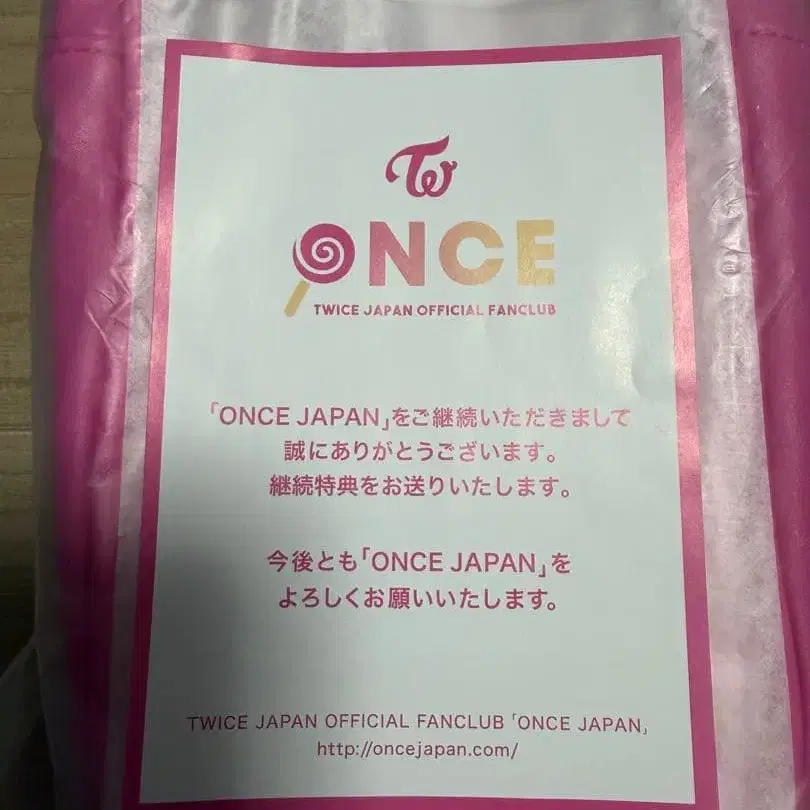 TW
ONCE
TWICE JAPAN OFFICIAL FANCLUB
「ONCE JAPAN」をご継続いただきまして
誠にありがとうございます。
継続特典をお送りいたします。
今後とも「ONCE JAPAN」を
よろしくお願いいたします。
TWICE JAPAN OFFICIAL FANCLUB「ONCE JAPAN」
http://oncejapan.com/